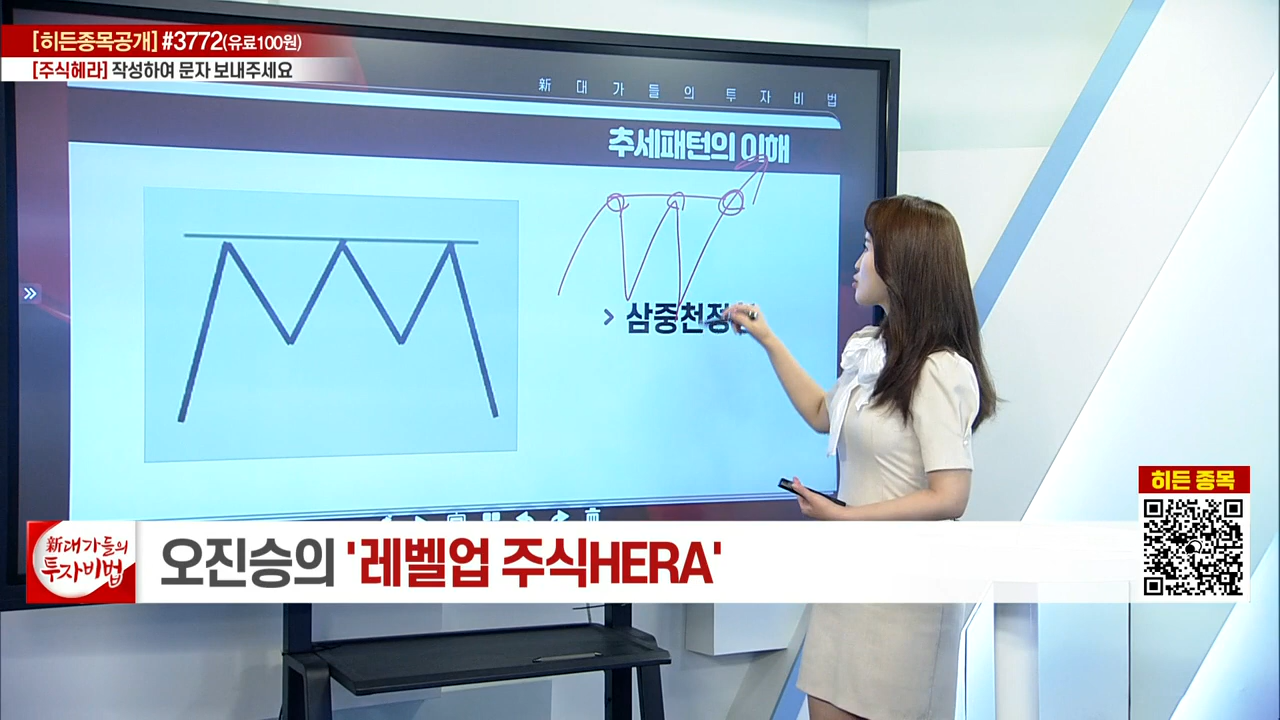 [히든종목공개] #3772(유료100원)
[주식헤라] 작성하여 문자 보내주세요
新 대 가 들 의 투 자 비 법
추세패턴의 이해
삼중천정
히든 종목
新대가들의
투자비법
오진승의 '레벨업 주식HERA'